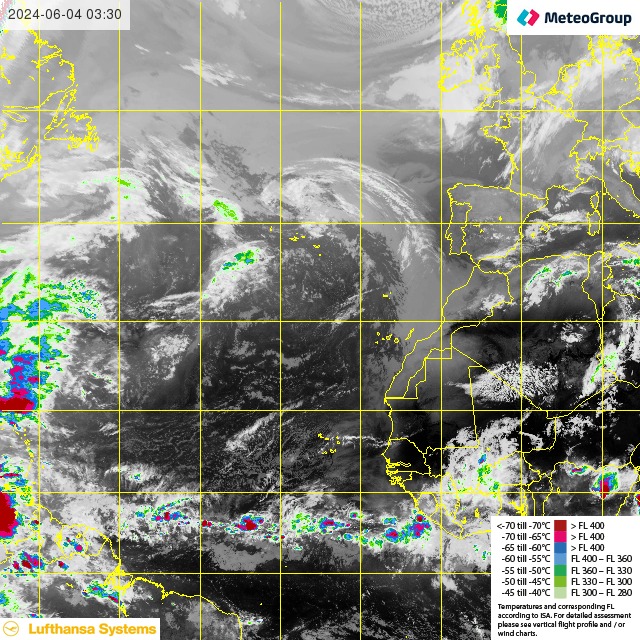 2024-06-04 03:30
MeteoGroup
<-70 till -70°C > FL 400
-70 till -65°C > FL 400
-65 till -60°C > FL 400
-60 till -55°C FL 400 – FL 360
-55 till -50°C FL 360 – FL 330
-50 till -45°C FL 330 – FL 300
-45 till -40°C FL 300 – FL 280
Temperatures and corresponding FL
according to ISA. For detailed assessment
please see vertical flight profile and / or
wind charts.
Lufthansa Systems